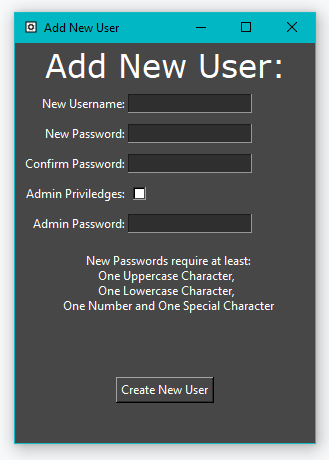 Add New User
Add New User:
New Username:
New Password:
Confirm Password:
Admin Priviledges:
Admin Password:
New Passwords require at least:
One Uppercase Character,
One Lowercase Character,
One Number and One Special Character
Create New User